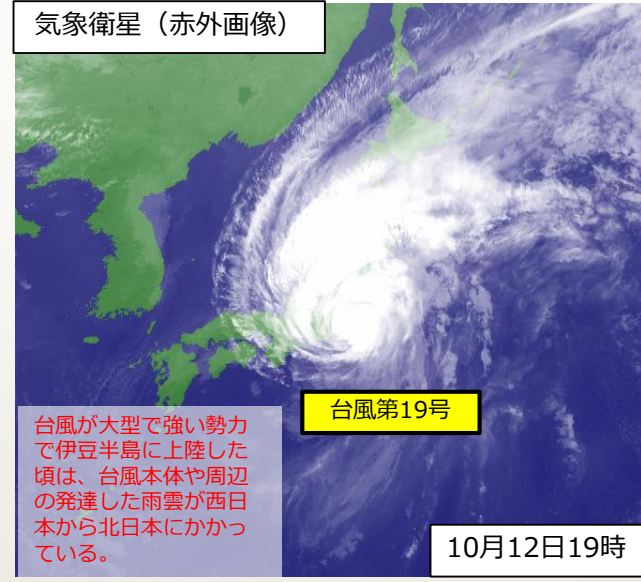 気象衛星（赤外画像）
台風第19号
台風が大型で強い勢力
で伊豆半島に上陸した
頃は、台風本体や周辺
の発達した雨雲が西日
本から北日本にかかっ
ている。
10月12日19時